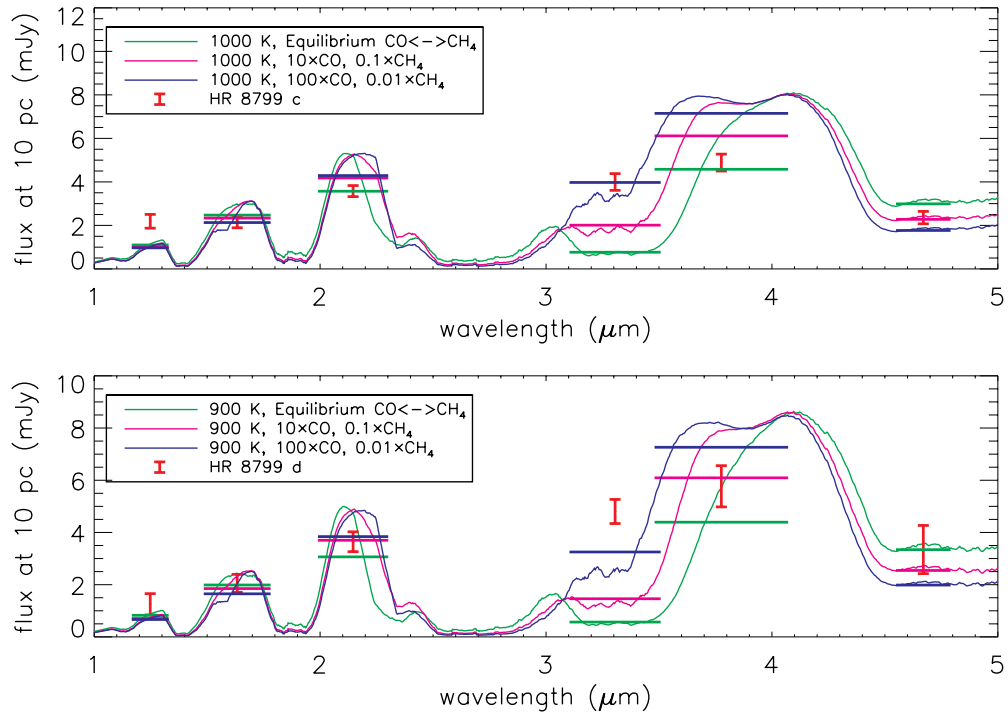 12
10
8
6
4
2
0
flux at 10 pc (mJy)
1000 K, Equilibrium CO<->CH₄
1000 K, 10×CO, 0.1×CH₄
1000 K, 100×CO, 0.01×CH₄
HR 8799 c
1 2 3 4 5
wavelength (μm)
10
8
6
4
2
0
flux at 10 pc (mJy)
900 K, Equilibrium CO<->CH₄
900 K, 10×CO, 0.1×CH₄
900 K, 100×CO, 0.01×CH₄
HR 8799 d
1 2 3 4 5
wavelength (μm)